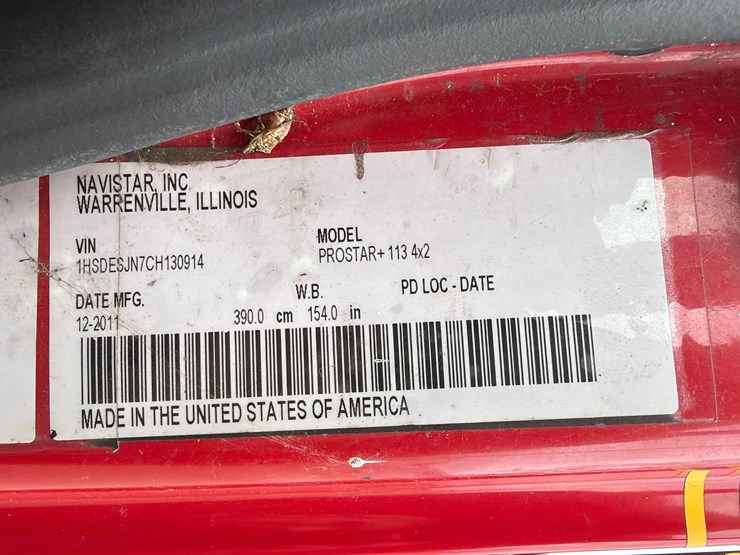 NAVISTAR, INC
WARRENVILLE, ILLINOIS
VIN
1HSDESJN7CH130914
MODEL
PROSTAR+ 113 4x2
DATE MFG.
12-2011
W.B.
390.0 cm 154.0 in
PD LOC - DATE
MADE IN THE UNITED STATES OF AMERICA